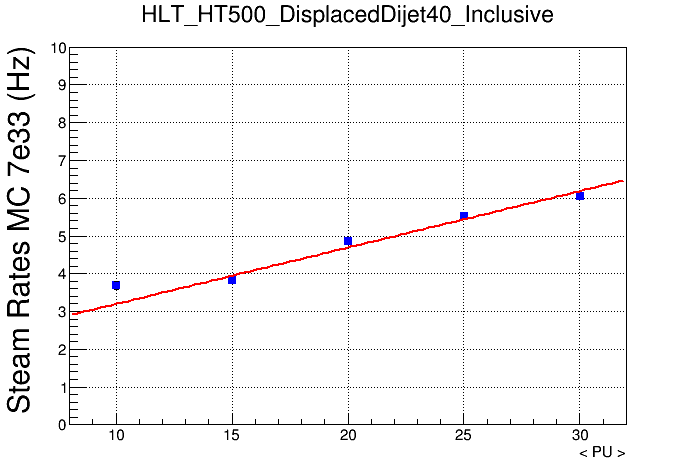 HLT_HT500_DisplacedDijet40_Inclusive
Steam Rates MC 7e33 (Hz)
10
9
8
7
6
5
4
3
2
1
0
10 15 20 25 30
< PU >